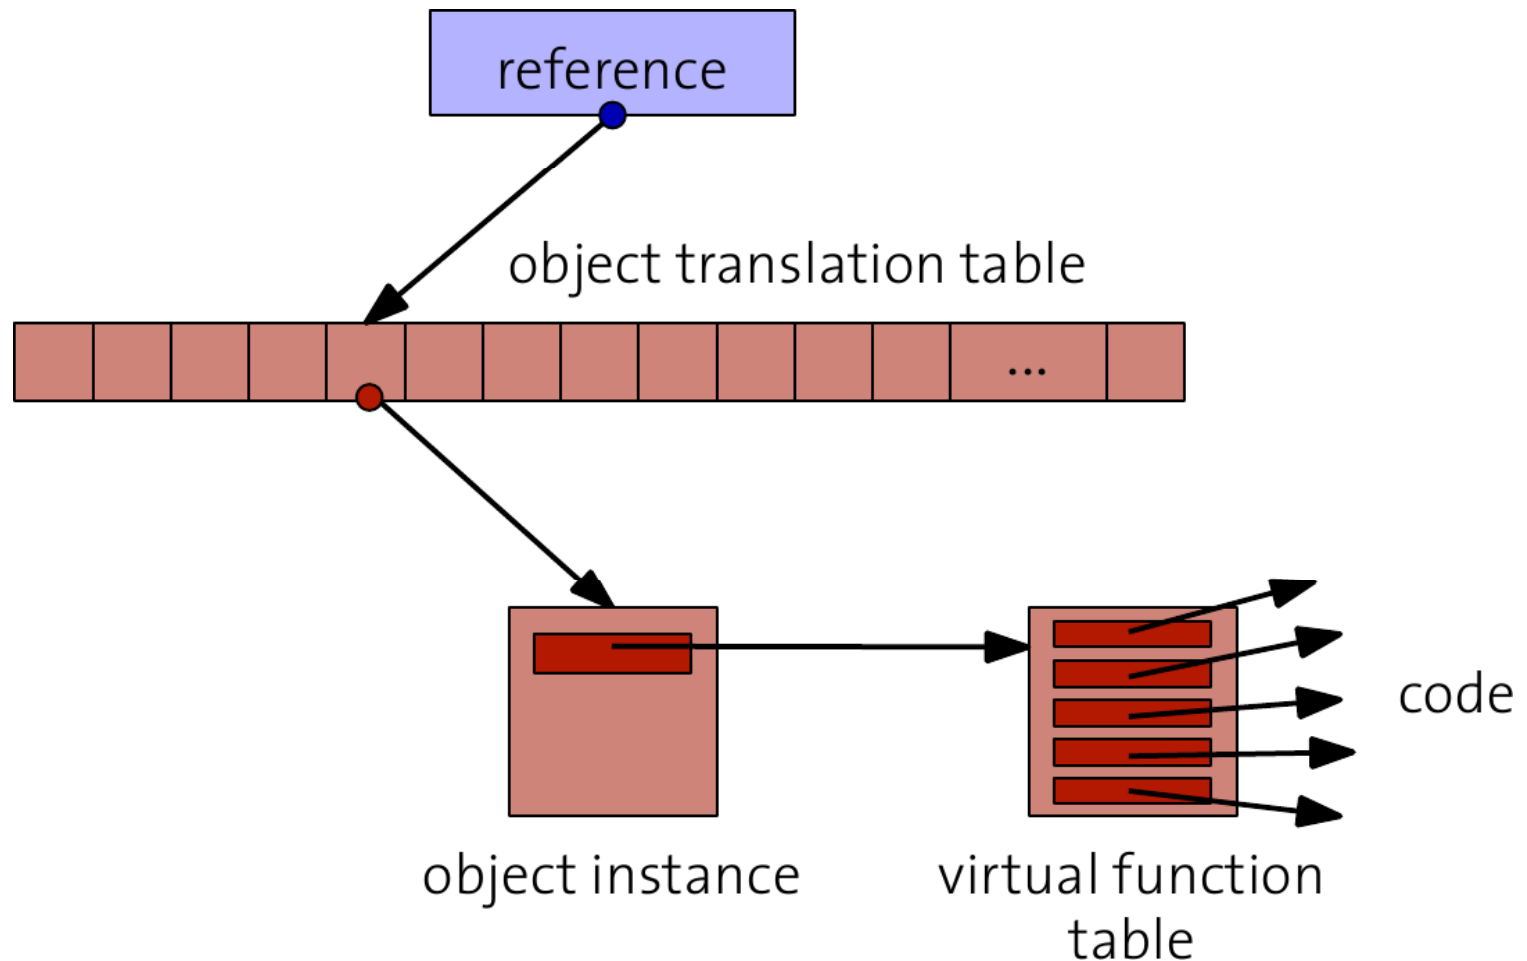 reference
object translation table
...
code
object instance
virtual function
table